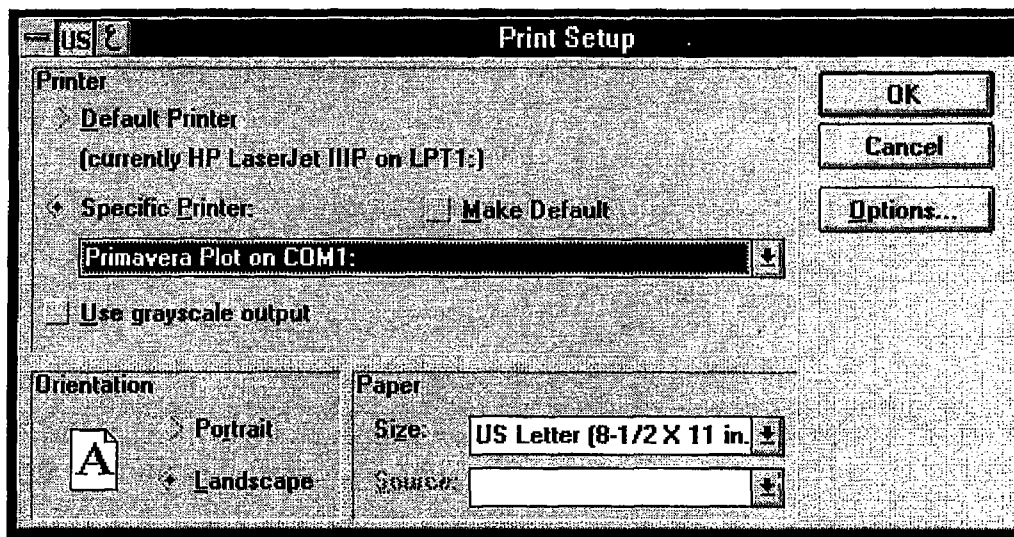 US Print Setup
Printer
Default Printer
(currently HP LaserJet IIIP on LPT1:)
Specific Printer:
Make Default
Primavera Plot on COM1:
Use grayscale output
OK
Cancel
Options...
Orientation
A
Portrait
Landscape
Paper
Size:
US Letter (8-1/2 X 11 in.
Source: